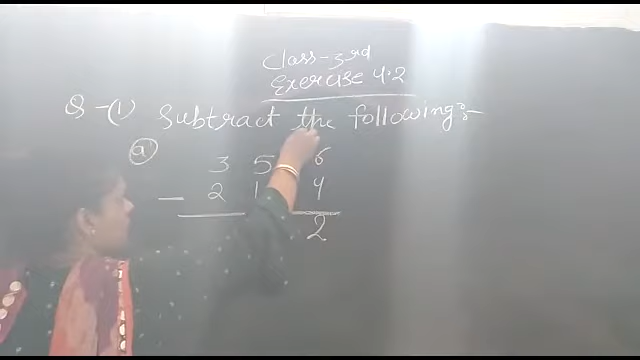 Class-3rd
Exercise 4.2
Q-(1) Subtract the following:-
(a) 3 5 6
- 2 1 4
2